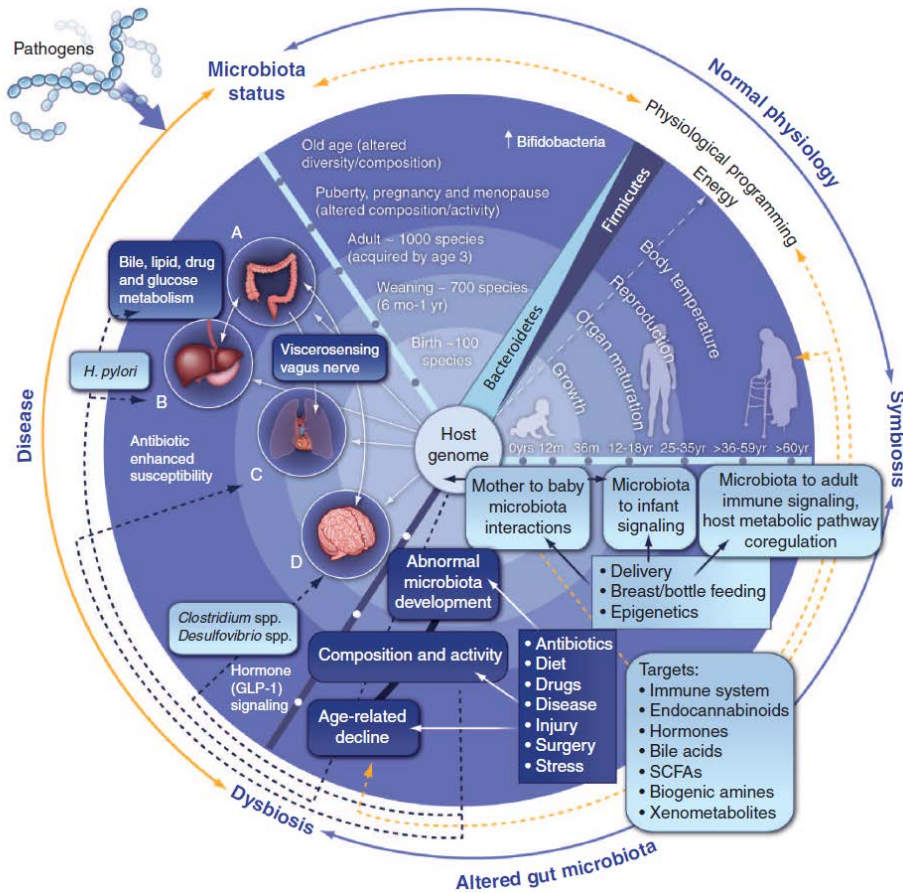 Pathogens
Microbiota
status
Normal physiology
Physiological programming
Energy
Body temperature
Reproduction
Organ maturation
Growth
↑ Bifidobacteria
Firmicutes
Bacteroidetes
Old age (altered
diversity/composition)
Puberty, pregnancy and menopause
(altered composition/activity)
Adult ~ 1000 species
(acquired by age 3)
Weaning ~ 700 species
(6 mo-1 yr)
Birth ~100
species
A
Bile, lipid, drug
and glucose
metabolism
Viscerosensing
vagus nerve
H. pylori
B
Disease
Antibiotic
enhanced
susceptibility
C
D
Host
genome
0yrs 12m 36m 12-18yr 25-35yr >36-59yr >60yr
Symbiosis
Mother to baby
microbiota
interactions
Microbiota
to infant
signaling
Microbiota to adult
immune signaling,
host metabolic pathway
coregulation
• Delivery
• Breast/bottle feeding
• Epigenetics
Abnormal
microbiota
development
Clostridium spp.
Desulfovibrio spp.
Hormone
(GLP-1)
signaling
Composition and activity
Age-related
decline
• Antibiotics
• Diet
• Drugs
• Disease
• Injury
• Surgery
• Stress
Targets:
• Immune system
• Endocannabinoids
• Hormones
• Bile acids
• SCFAs
• Biogenic amines
• Xenometabolites
Dysbiosis
Altered gut microbiota